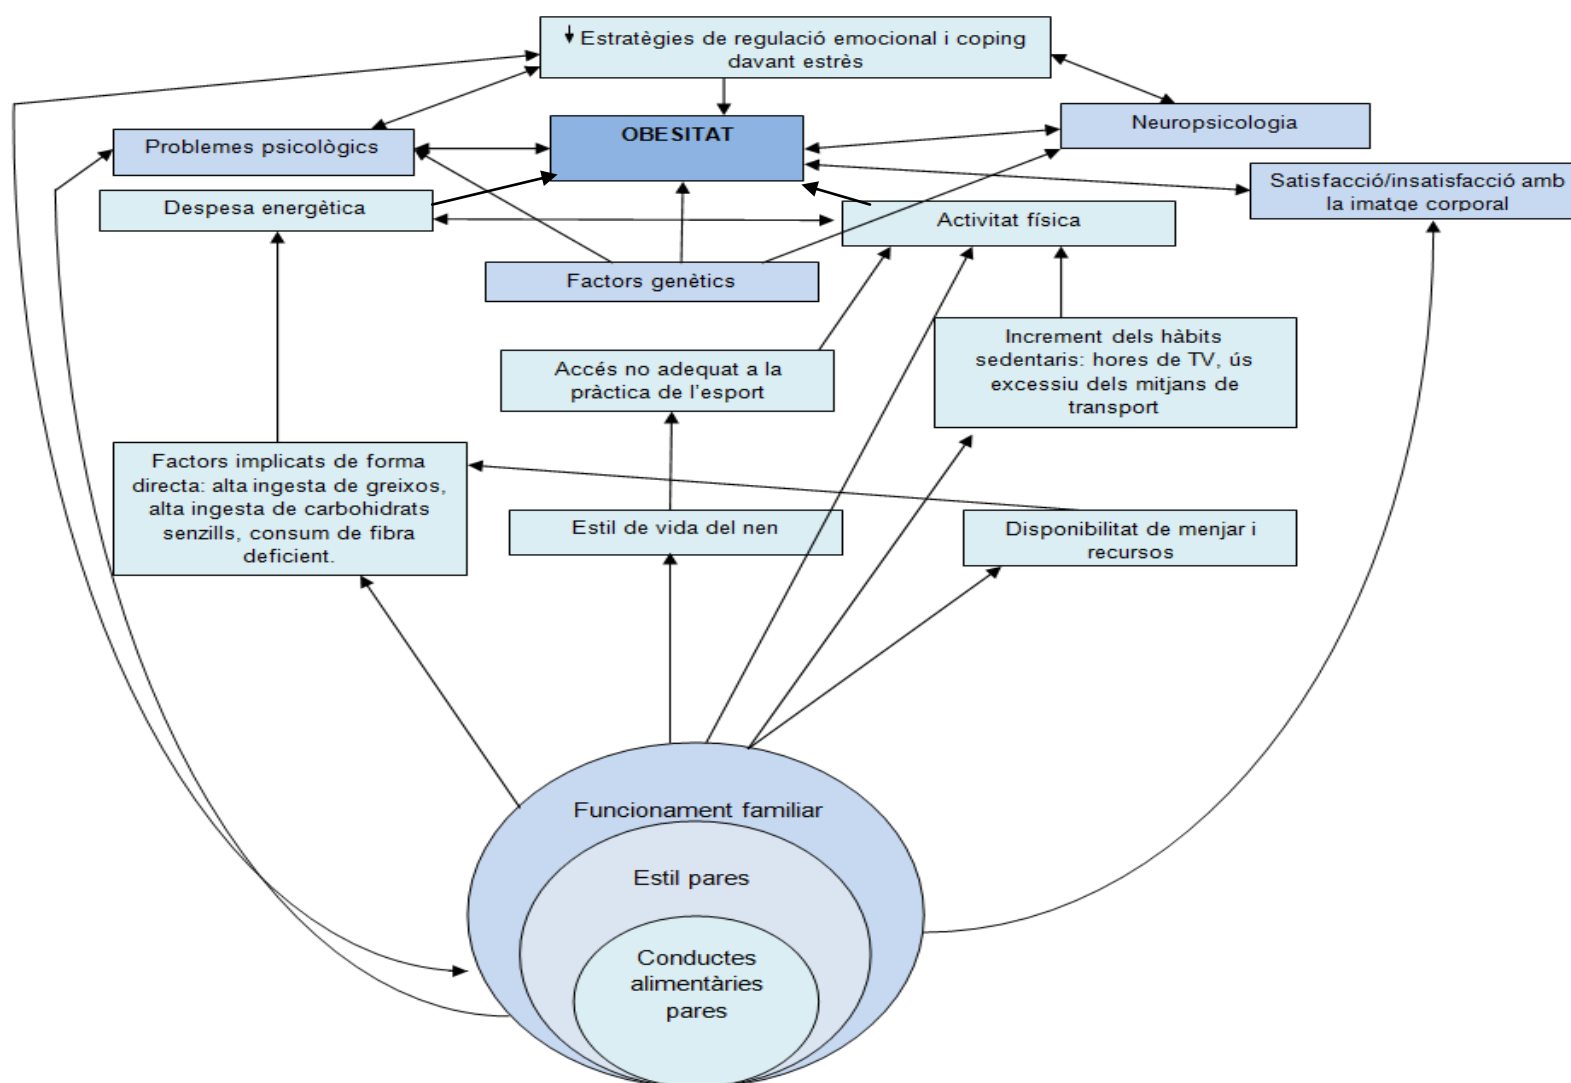 Estratègies de regulació emocional i coping
davant estrès
OBESITAT
Neuropsicologia
Problemes psicològics
Satisfacció/insatisfacció amb
la imatge corporal
Despesa energètica
Activitat física
Factors genètics
Increment dels hàbits
sedentaris: hores de TV, ús
excessiu dels mitjans de
transport
Accés no adequat a la
pràctica de l’esport
Factors implicats de forma
directa: alta ingesta de greixos,
alta ingesta de carbohidrats
senzills, consum de fibra
deficient.
Estil de vida del nen
Disponibilitat de menjar i
recursos
Funcionament familiar
Estil pares
Conductes
alimentàries
pares